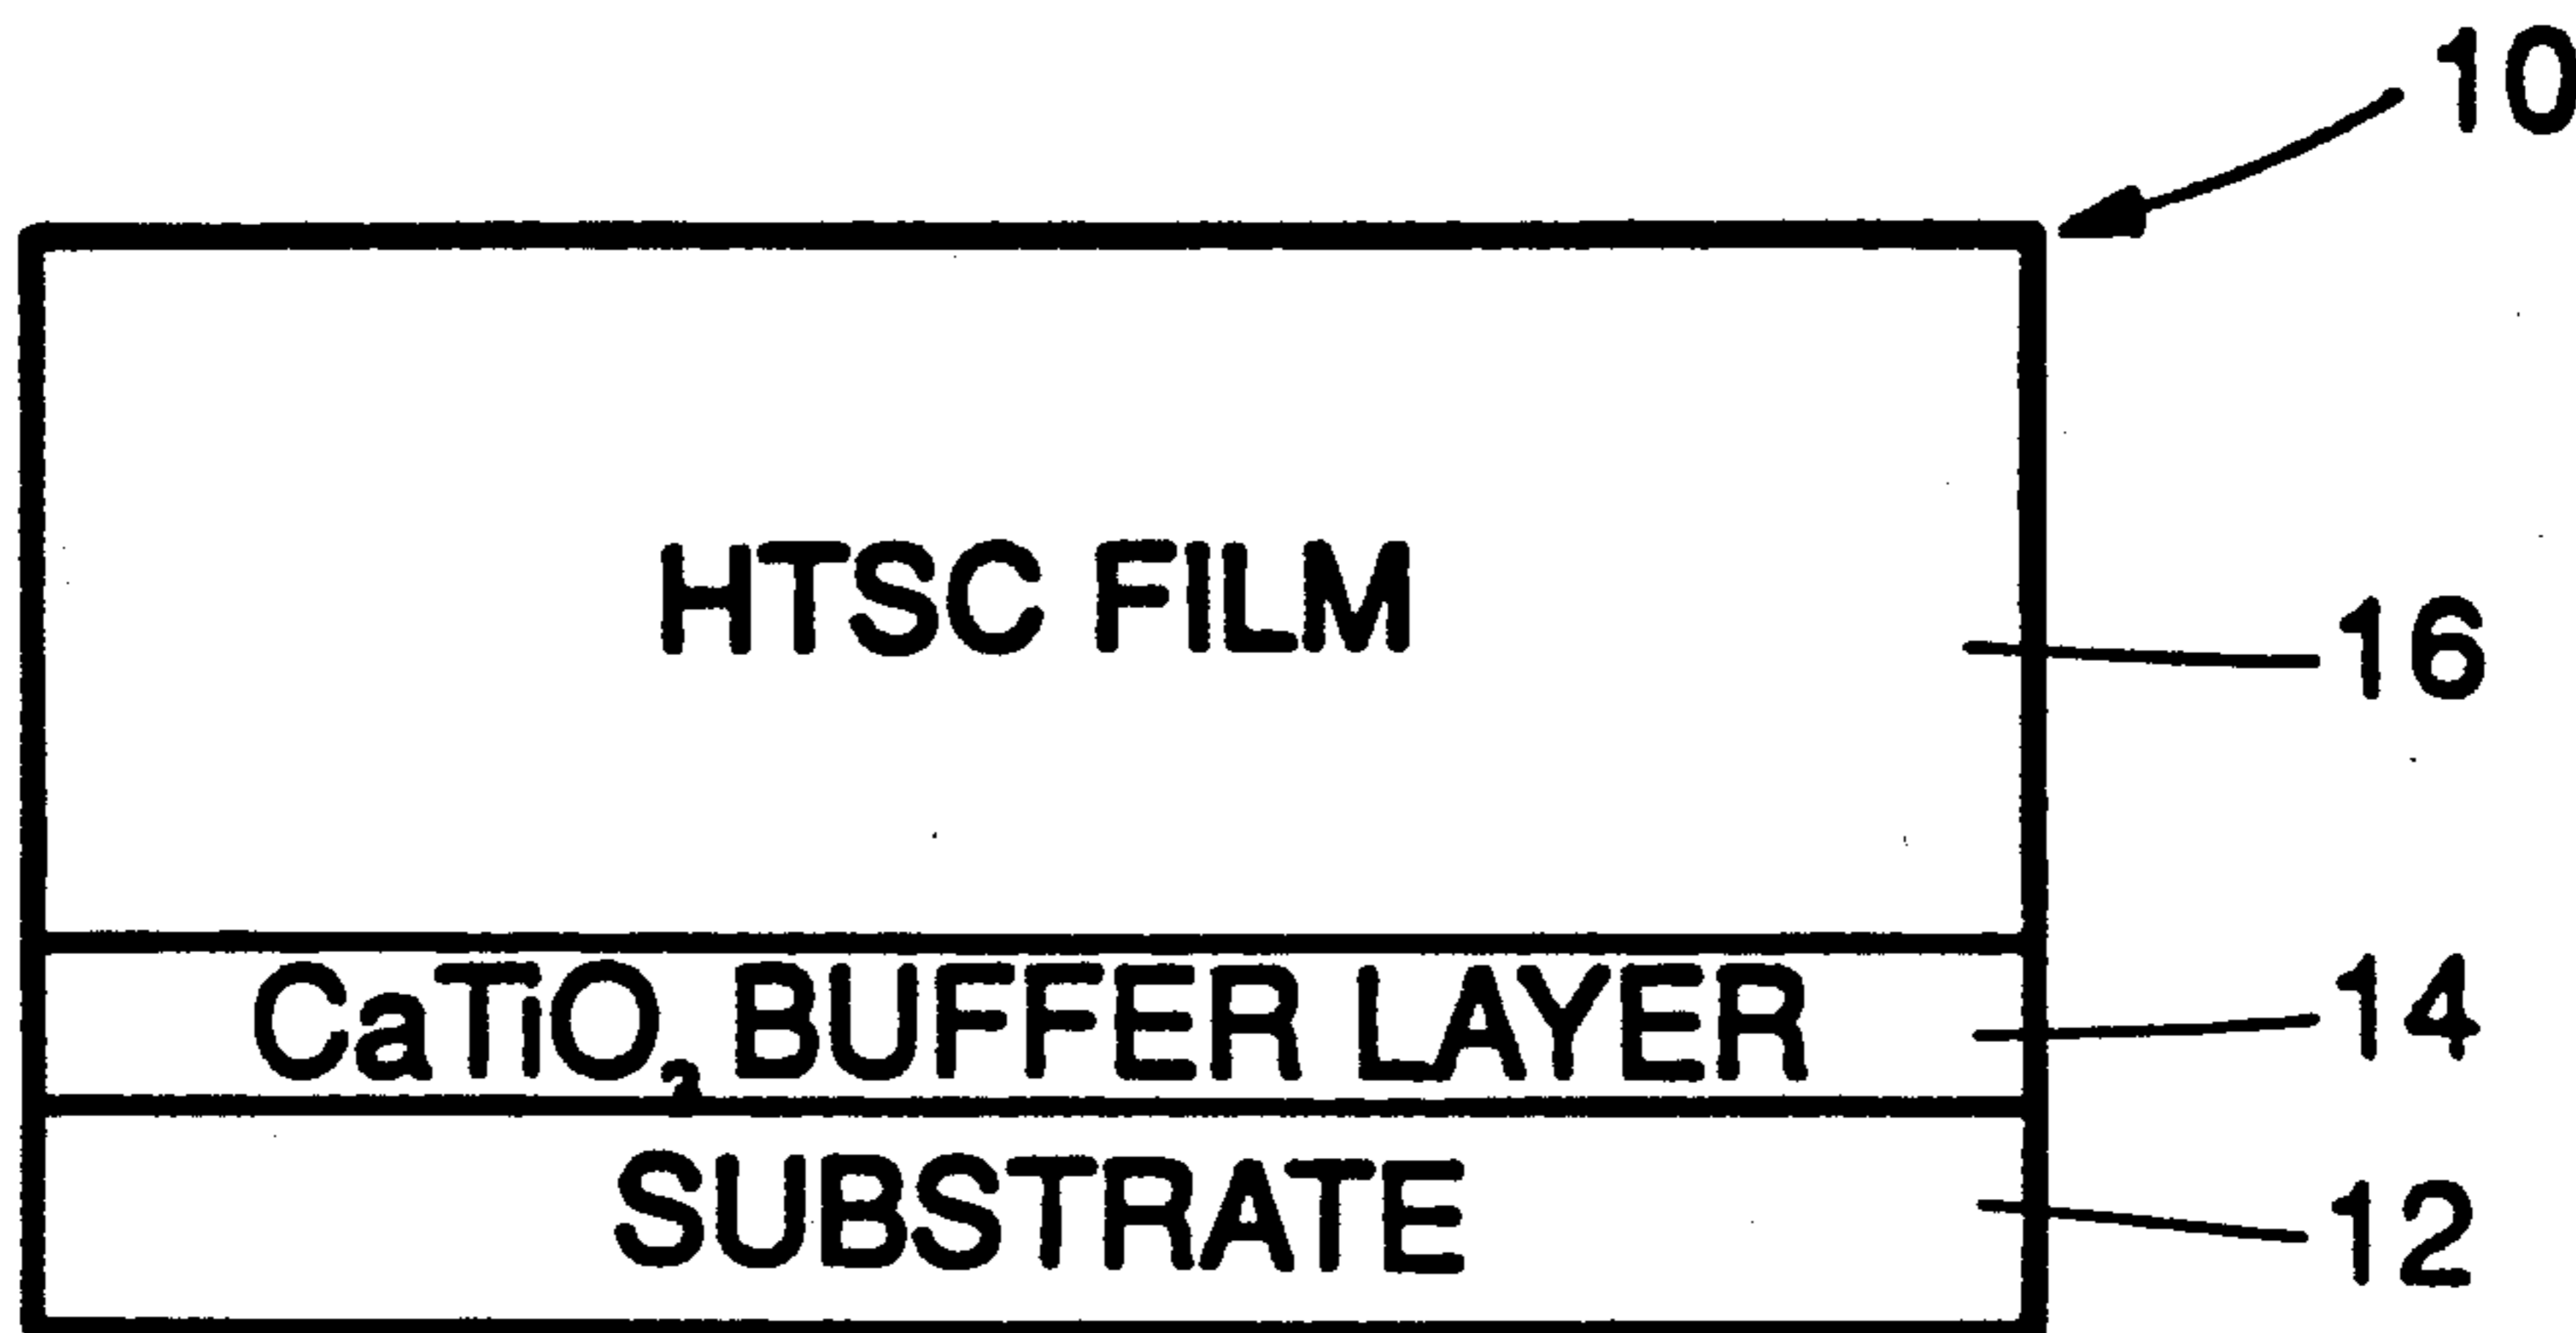 10
HTSC FILM
16
CaTiO₃ BUFFER LAYER
14
SUBSTRATE
12